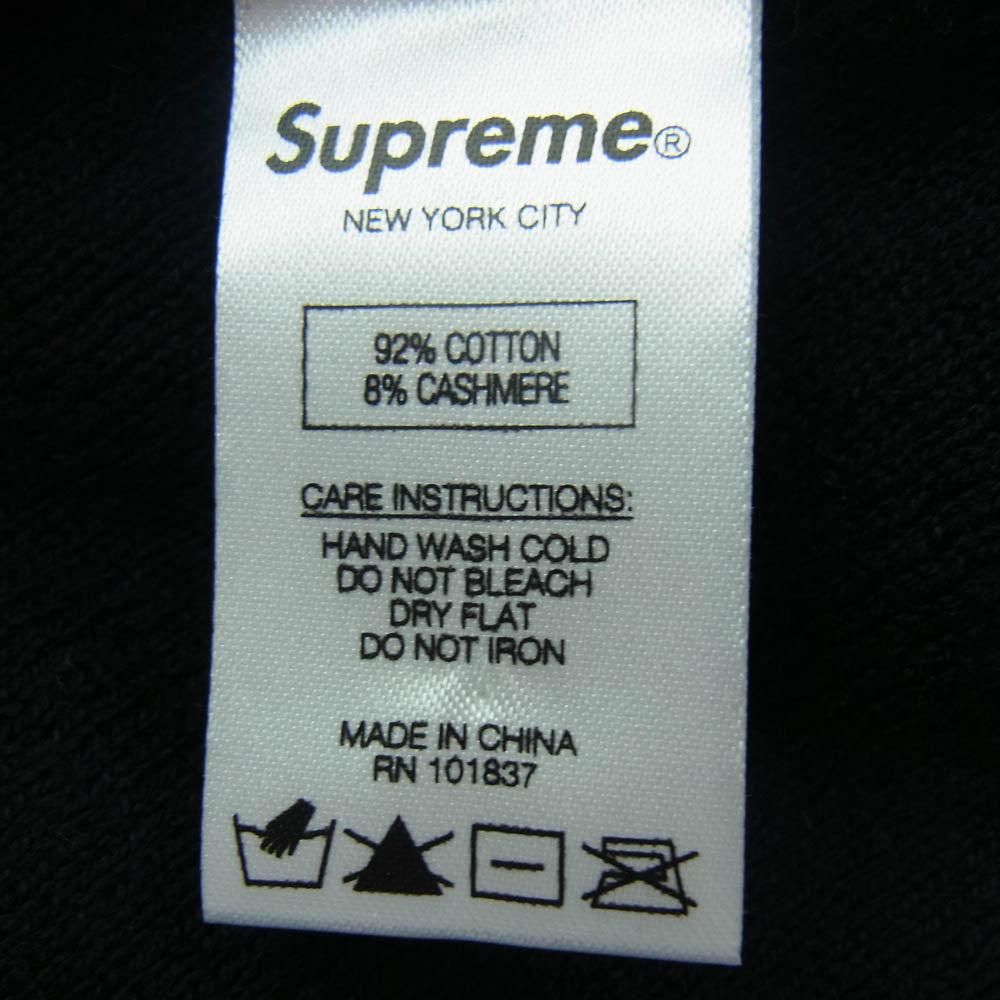 Supreme®
NEW YORK CITY
92% COTTON
8% CASHMERE
CARE INSTRUCTIONS:
HAND WASH COLD
DO NOT BLEACH
DRY FLAT
DO NOT IRON
MADE IN CHINA
RN 101837